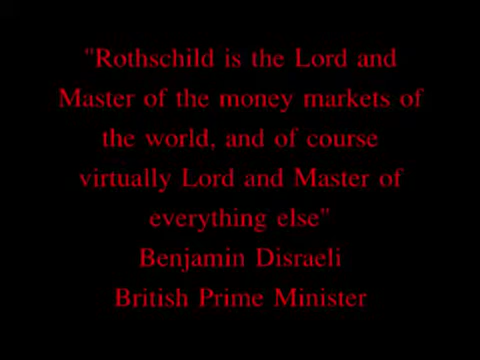 "Rothschild is the Lord and
Master of the money markets of
the world, and of course
virtually Lord and Master of
everything else"
Benjamin Disraeli
British Prime Minister